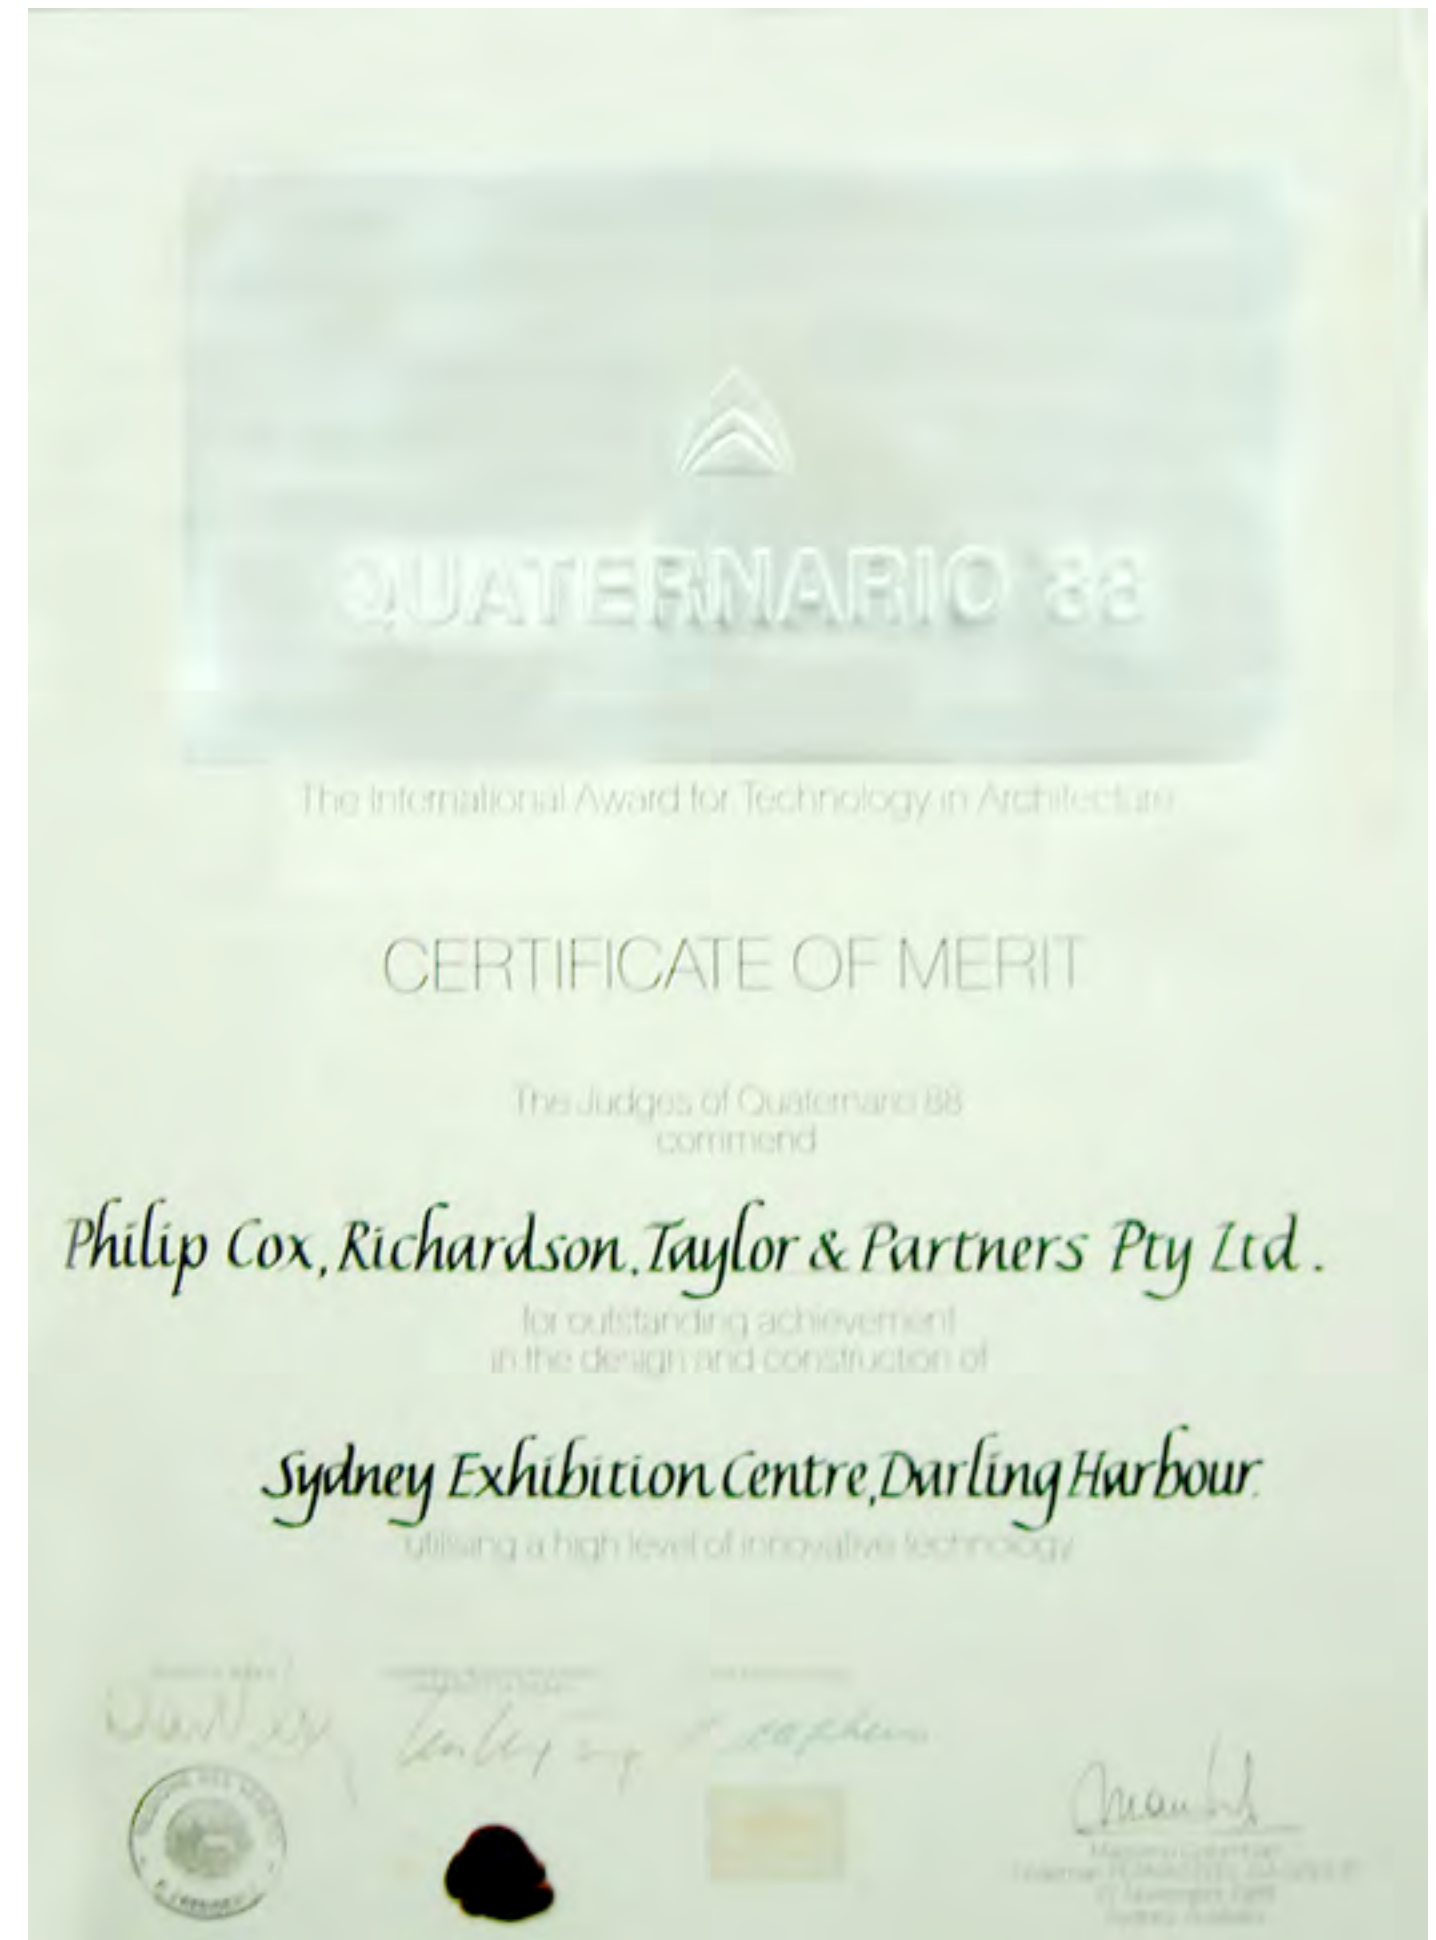 QUATERNARIO 88
The International Award for Technology in Architecture
CERTIFICATE OF MERIT
The Judges of Quaternario 88
commend
Philip Cox, Richardson, Taylor & Partners Pty Ltd.
for outstanding achievement
in the design and construction of
Sydney Exhibition Centre, Darling Harbour.
utilising a high level of innovative technology